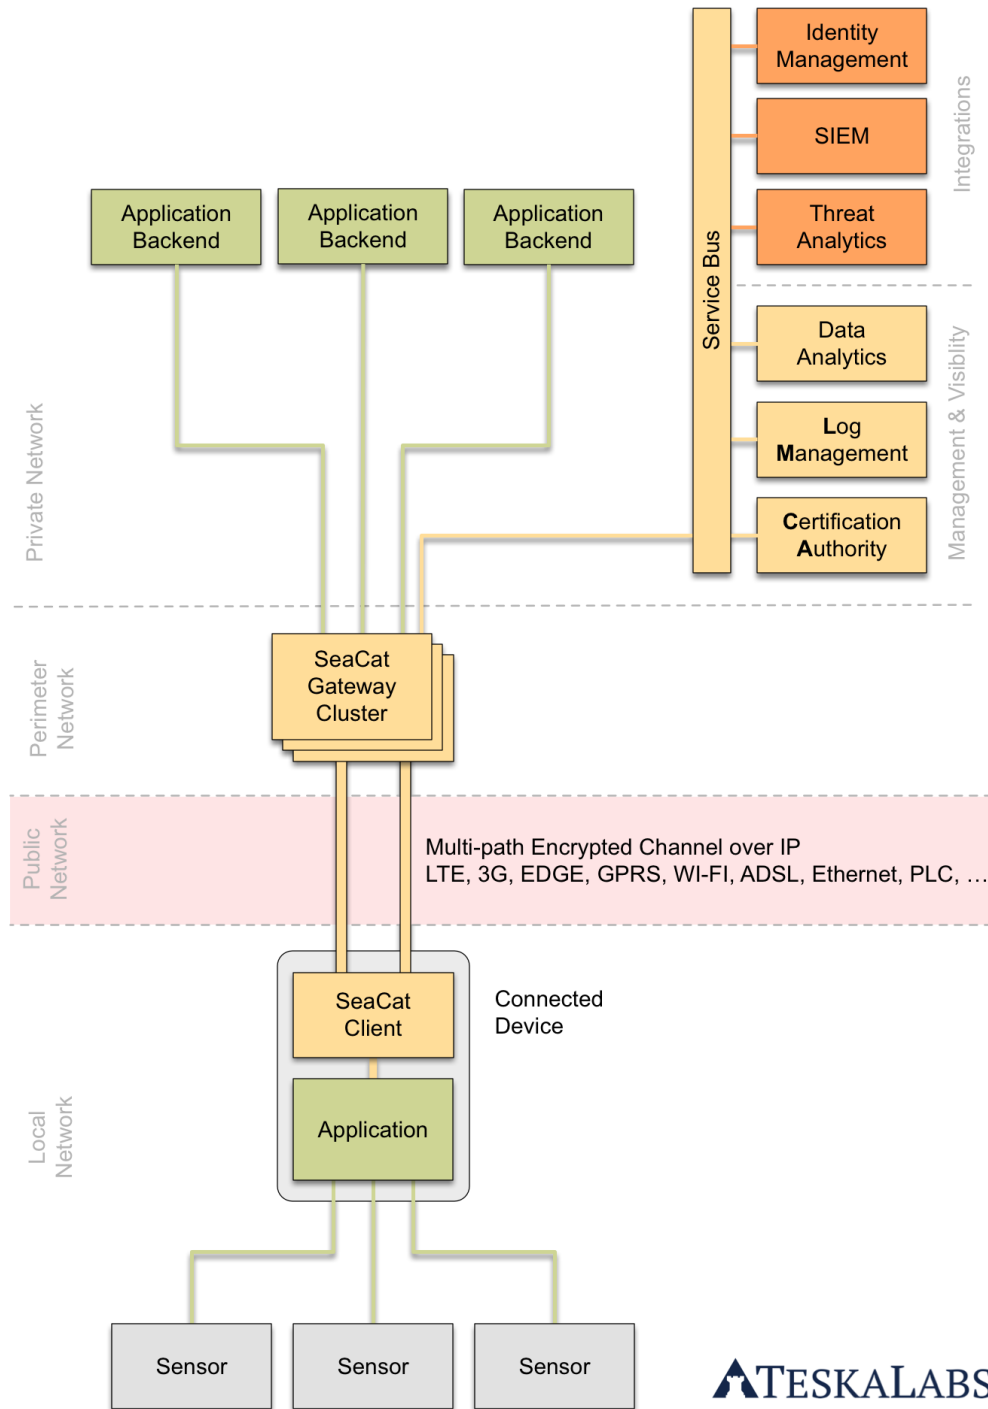 Identity
Management
SIEM
Threat
Analytics
Integrations
Application
Backend
Application
Backend
Application
Backend
Service Bus
Data
Analytics
Log
Management
Certification
Authority
Management & Visiblity
Private Network
SeaCat
Gateway
Cluster
Perimeter
Network
Public
Network
Multi-path Encrypted Channel over IP
LTE, 3G, EDGE, GPRS, WI-FI, ADSL, Ethernet, PLC, ...
SeaCat
Client
Connected
Device
Application
Local
Network
Sensor
Sensor
Sensor
TESKALABS